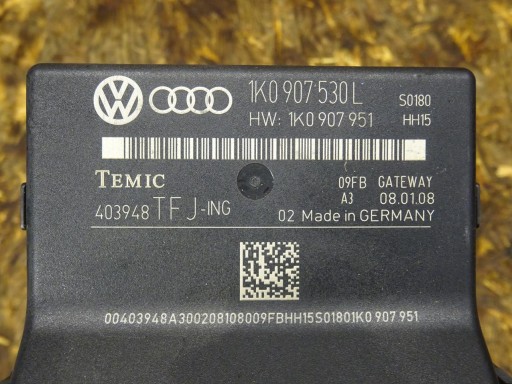 1K0 907 530 L S0180
HW: 1K0 907 951 HH15
TEMIC 09FB GATEWAY
403948 TFJ-ING A3 08.01.08
02 Made in GERMANY
00403948A300208108009FBHH15S01801K0 907 951